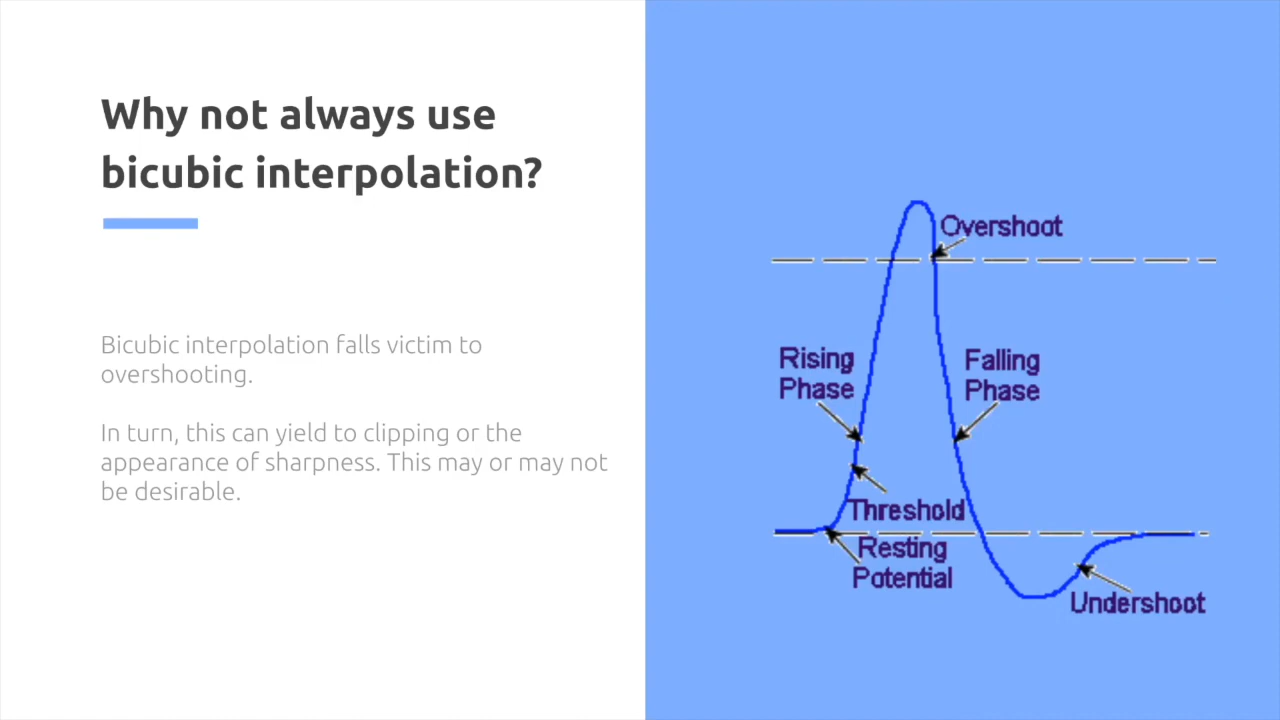 Why not always use
bicubic interpolation?
Bicubic interpolation falls victim to
overshooting.
In turn, this can yield to clipping or the
appearance of sharpness. This may or may not
be desirable.
Overshoot
Rising
Phase
Falling
Phase
Threshold
Resting
Potential
Undershoot